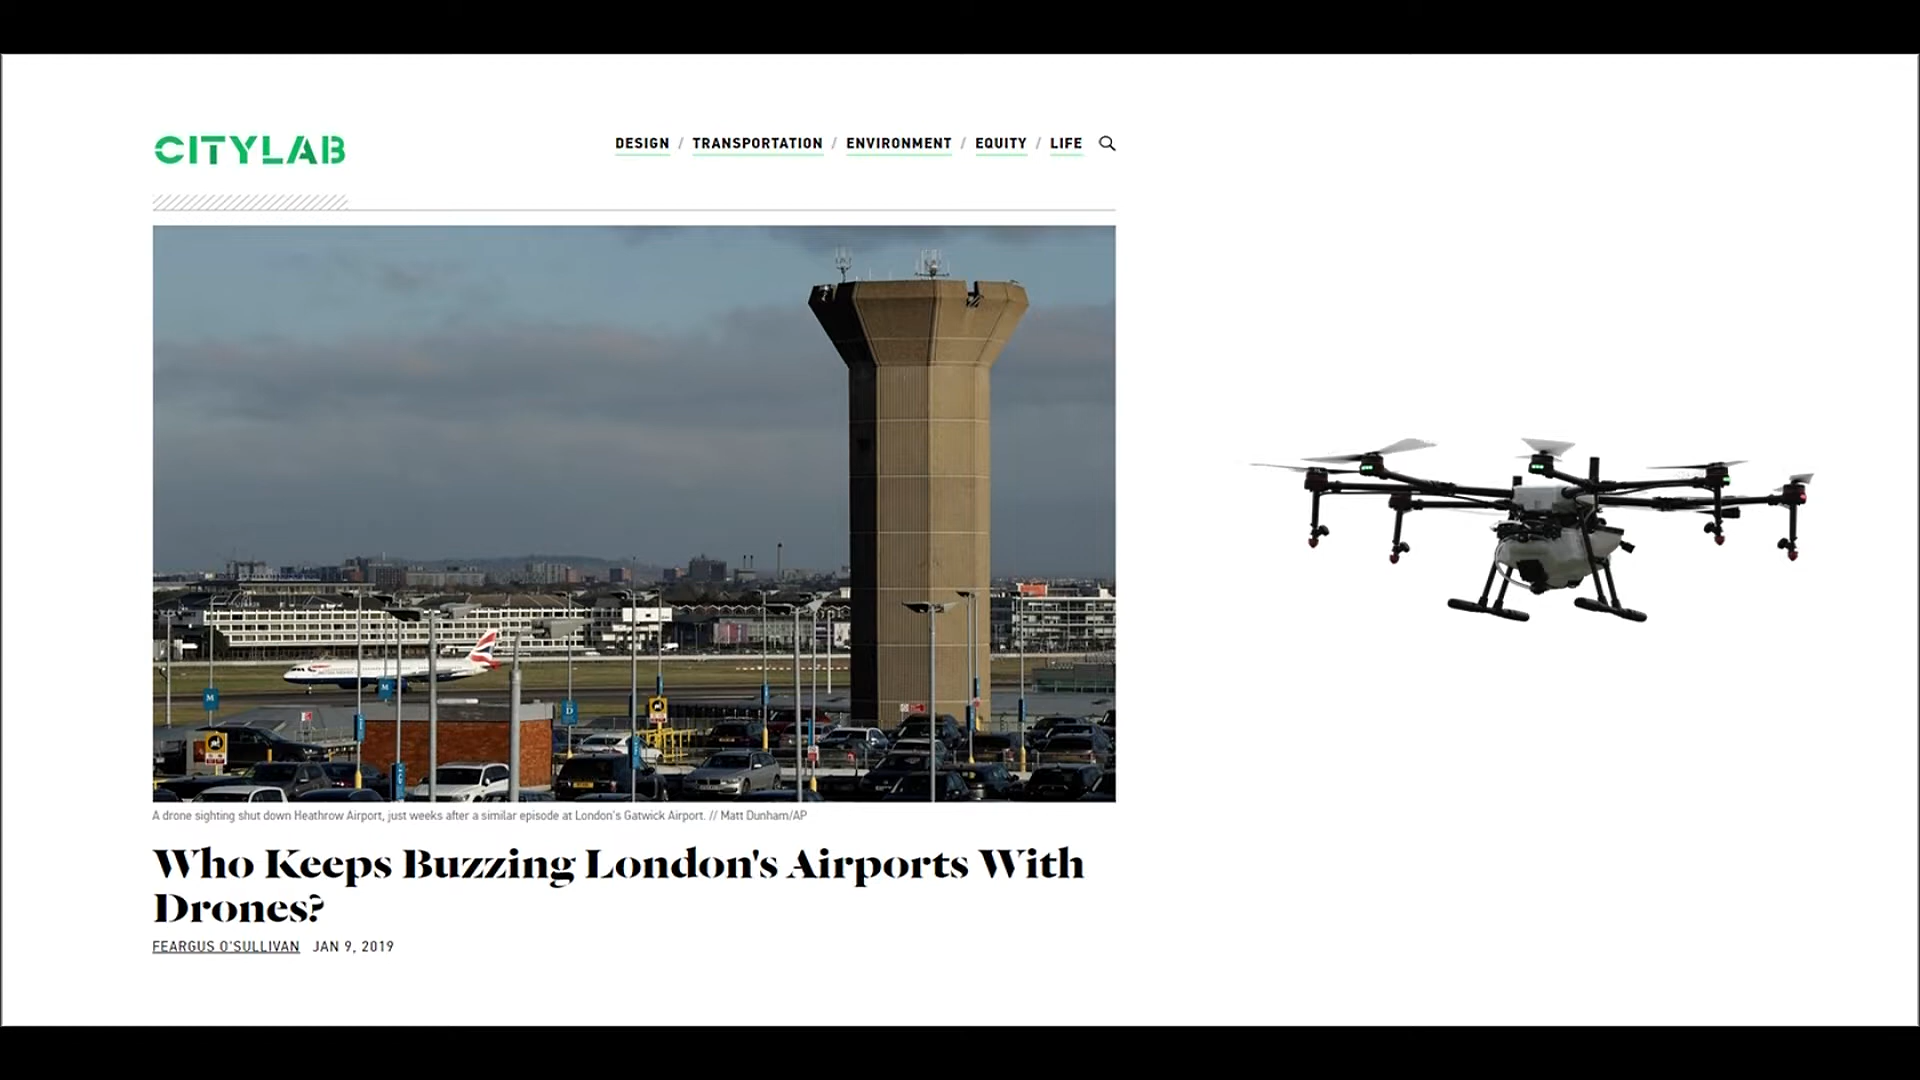 CITYLAB
DESIGN / TRANSPORTATION / ENVIRONMENT / EQUITY / LIFE
M
M
D
A drone sighting shut down Heathrow Airport, just weeks after a similar episode at London's Gatwick Airport. // Matt Dunham/AP
Who Keeps Buzzing London's Airports With
Drones?
FEARGUS O'SULLIVAN JAN 9, 2019